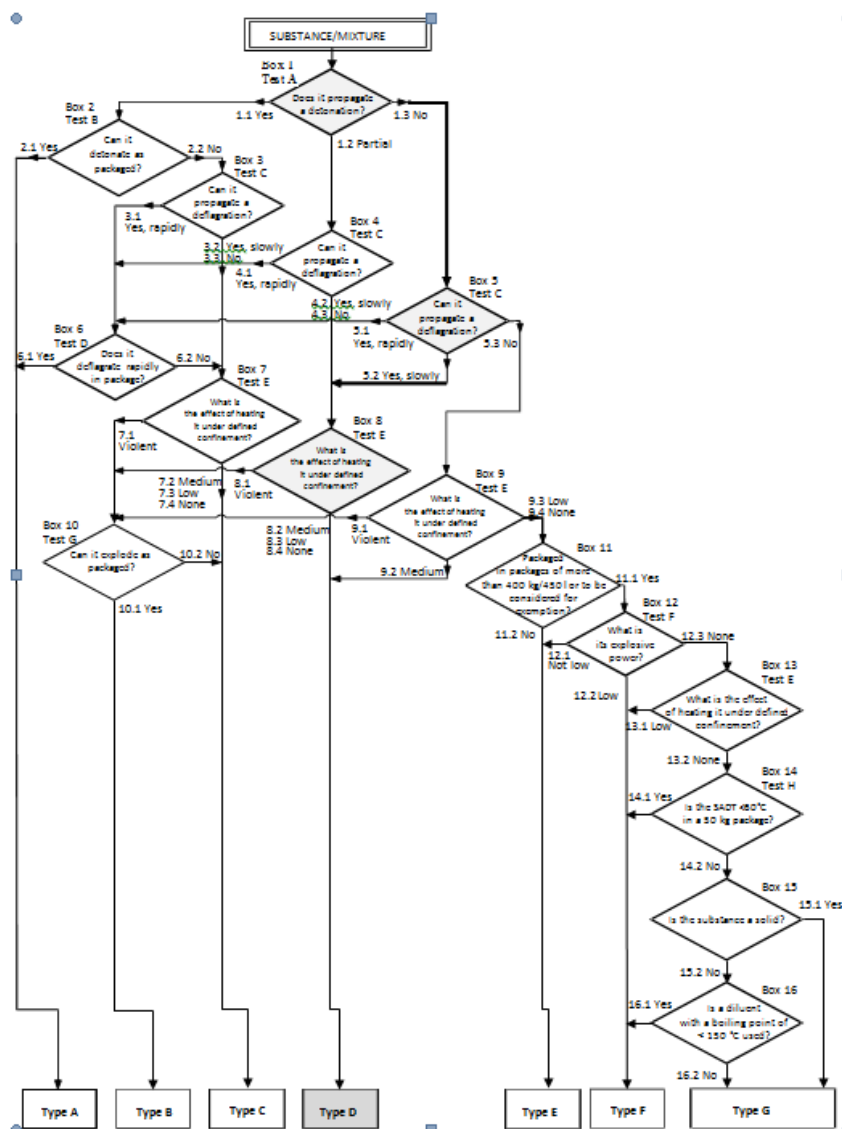 SUBSTANCE/MIXTURE
Box 1
Test A
Does it propagate
a detonation?
1.1 Yes
1.3 No
1.2 Partial
Box 2
Test B
Can it
detonate as
packaged?
2.1 Yes
2.2 No
Box 3
Test C
Can it
propagate a
deflagration?
3.1
Yes, rapidly
3.2 Yes, slowly
3.3 No
Box 4
Test C
Can it
propagate a
deflagration?
4.1
Yes, rapidly
4.2 Yes, slowly
4.3 No
Box 5
Test C
Can it
propagate a
deflagration?
5.1
Yes, rapidly
5.3 No
5.2 Yes, slowly
Box 6
Test D
Does it
deflagrate rapidly
in package?
6.1 Yes
6.2 No
Box 7
Test E
What is
the effect of heating
it under defined
confinement?
7.1
Violent
7.2 Medium
7.3 Low
7.4 None
Box 8
Test E
What is
the effect of heating
it under defined
confinement?
8.1
Violent
8.2 Medium
8.3 Low
8.4 None
Box 9
Test E
What is
the effect of heating
it under defined
confinement?
9.1
Violent
9.2 Medium
9.3 Low
9.4 None
Box 10
Test G
Can it explode as
packaged?
10.2 No
10.1 Yes
Box 11
Packaged
in packages of more
than 400 kg/450 l or to be
considered for
exemption?
11.1 Yes
11.2 No
Box 12
Test F
What is
its explosive
power?
12.1
Not low
12.3 None
12.2 Low
Box 13
Test E
What is the effect
of heating it under defined
confinement?
13.1 Low
13.2 None
Box 14
Test H
Is the SADT <60°C
in a 50 kg package?
14.1 Yes
14.2 No
Box 15
Is the substance a solid?
15.1 Yes
15.2 No
Box 16
Is a diluent
with a boiling point of
< 150 °C used?
16.1 Yes
16.2 No
Type A
Type B
Type C
Type D
Type E
Type F
Type G